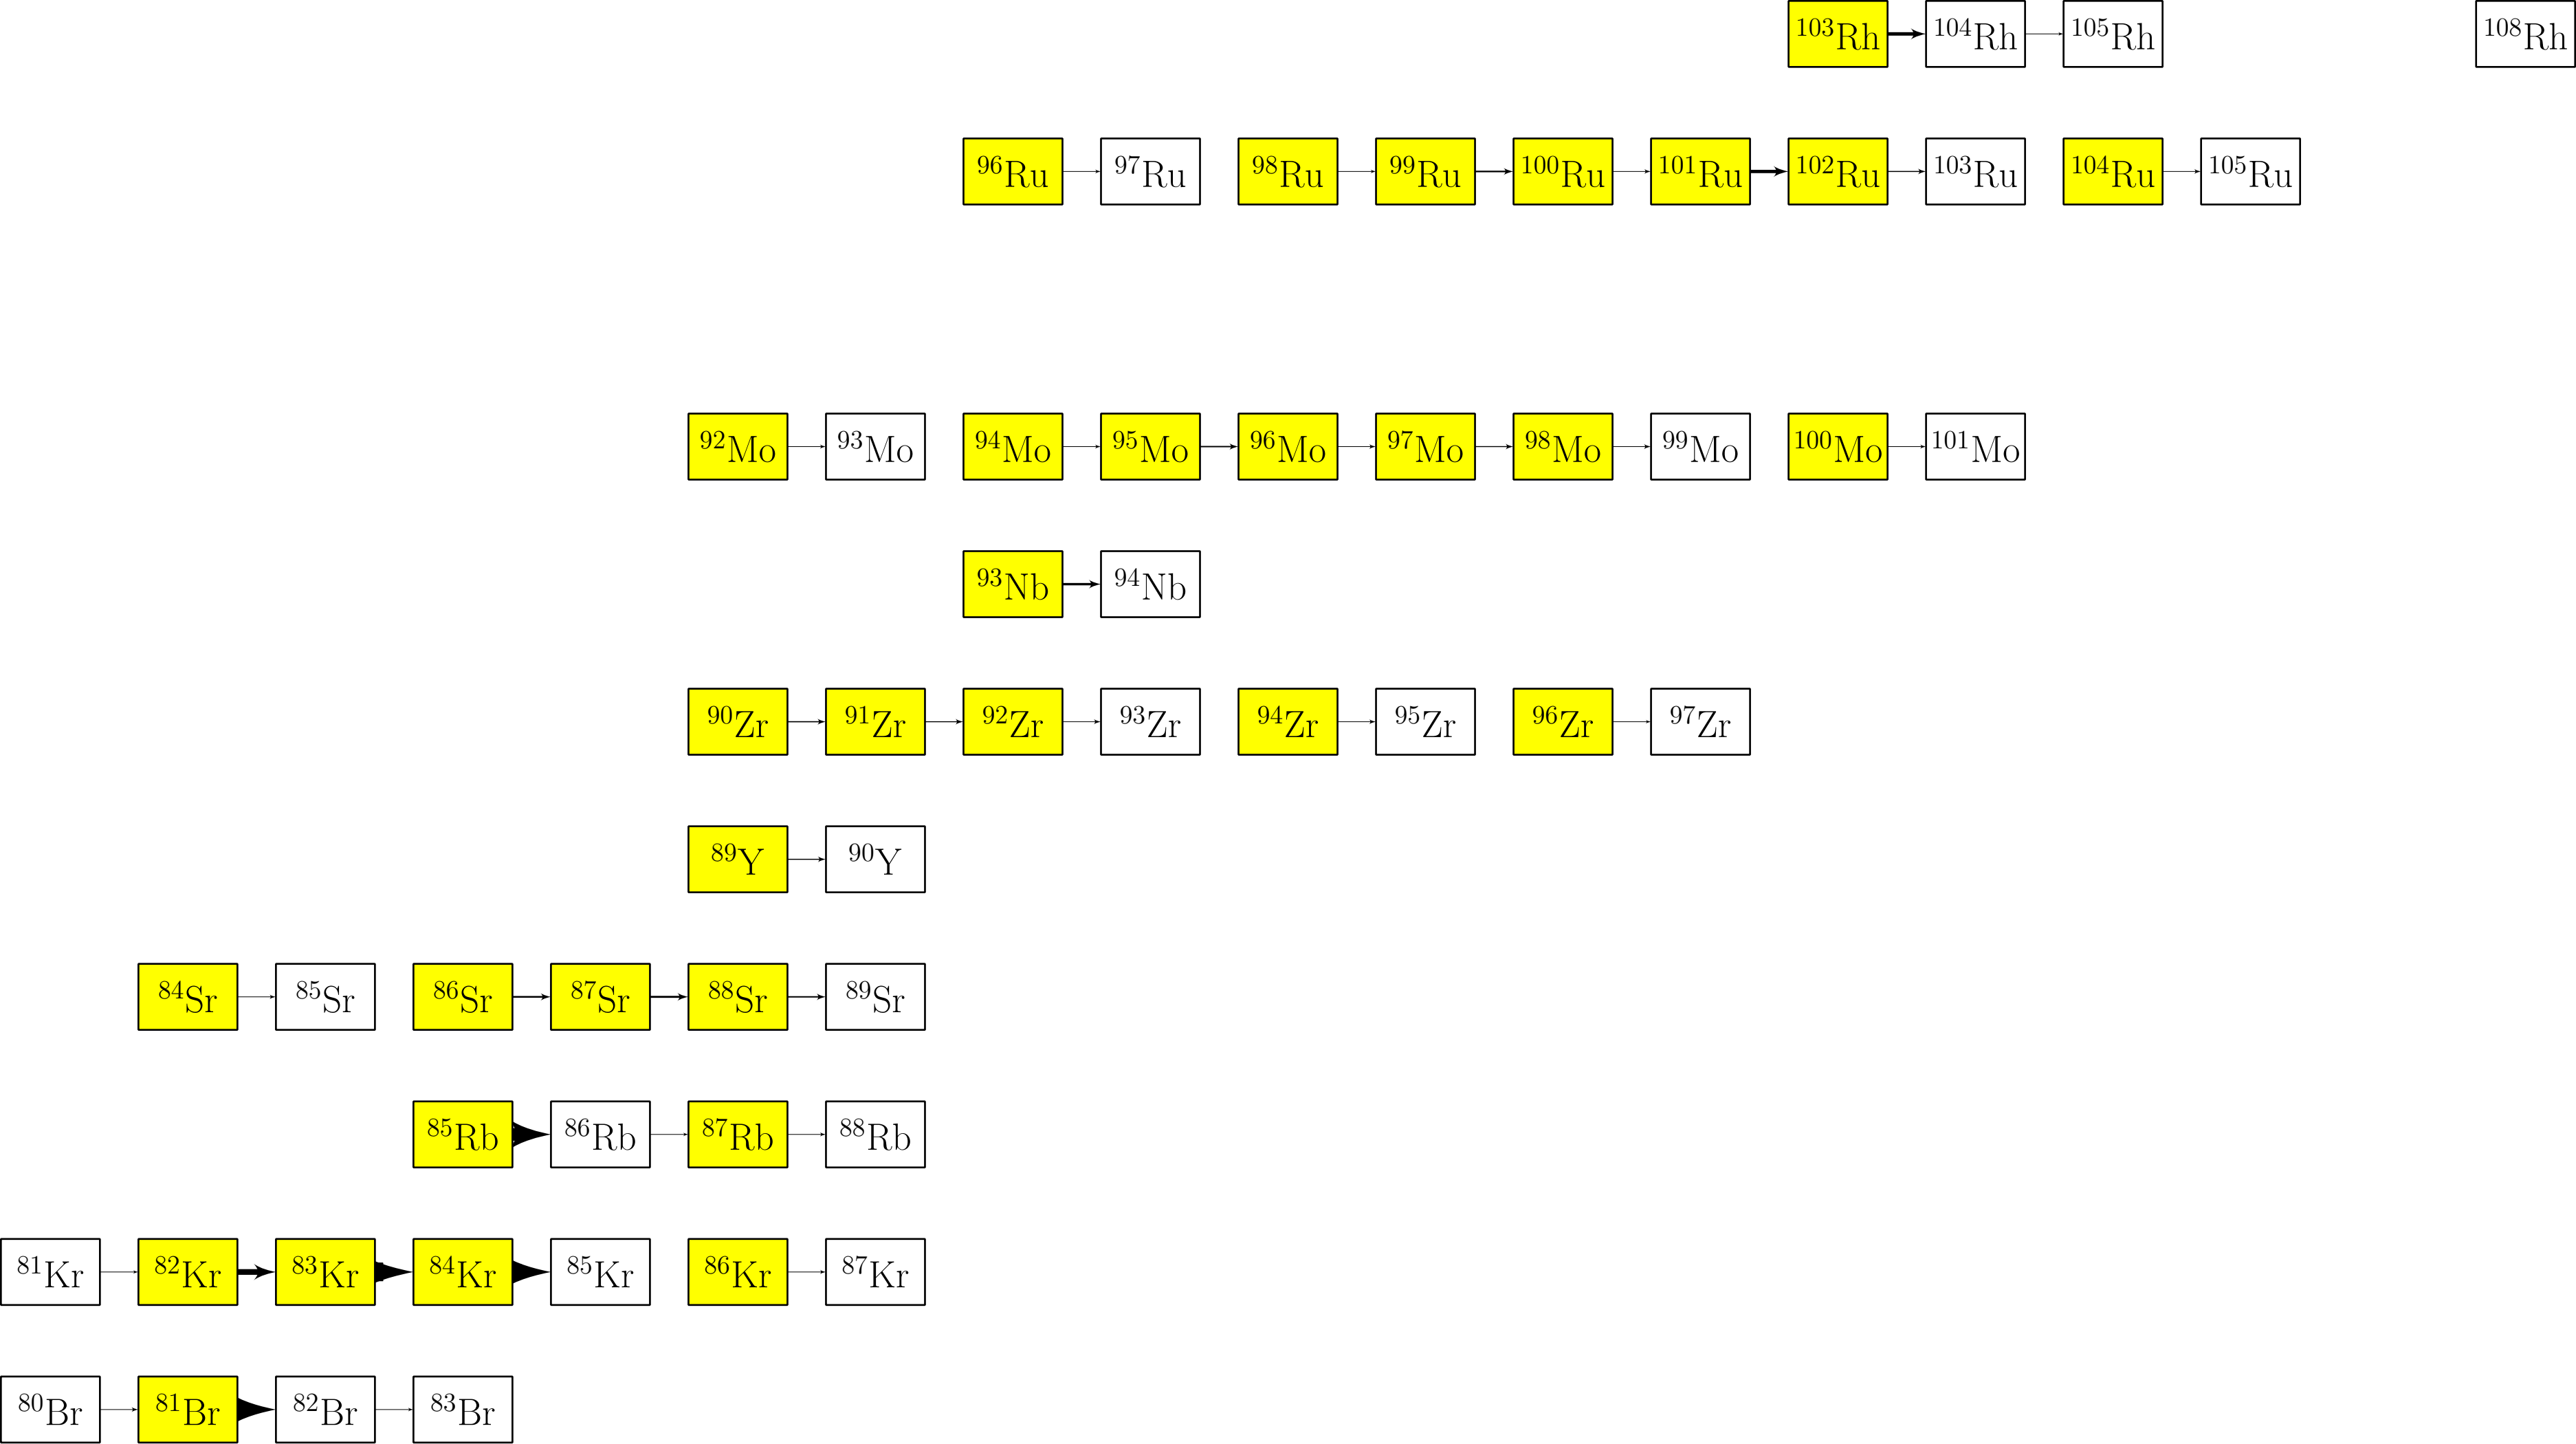 ¹⁰³Rh ¹⁰⁴Rh ¹⁰⁵Rh ¹⁰⁸Rh
⁹⁶Ru ⁹⁷Ru ⁹⁸Ru ⁹⁹Ru ¹⁰⁰Ru ¹⁰¹Ru ¹⁰²Ru ¹⁰³Ru ¹⁰⁴Ru ¹⁰⁵Ru
⁹²Mo ⁹³Mo ⁹⁴Mo ⁹⁵Mo ⁹⁶Mo ⁹⁷Mo ⁹⁸Mo ⁹⁹Mo ¹⁰⁰Mo ¹⁰¹Mo
⁹³Nb ⁹⁴Nb
⁹⁰Zr ⁹¹Zr ⁹²Zr ⁹³Zr ⁹⁴Zr ⁹⁵Zr ⁹⁶Zr ⁹⁷Zr
⁸⁹Y ⁹⁰Y
⁸⁴Sr ⁸⁵Sr ⁸⁶Sr ⁸⁷Sr ⁸⁸Sr ⁸⁹Sr
⁸⁵Rb ⁸⁶Rb ⁸⁷Rb ⁸⁸Rb
⁸¹Kr ⁸²Kr ⁸³Kr ⁸⁴Kr ⁸⁵Kr ⁸⁶Kr ⁸⁷Kr
⁸⁰Br ⁸¹Br ⁸²Br ⁸³Br